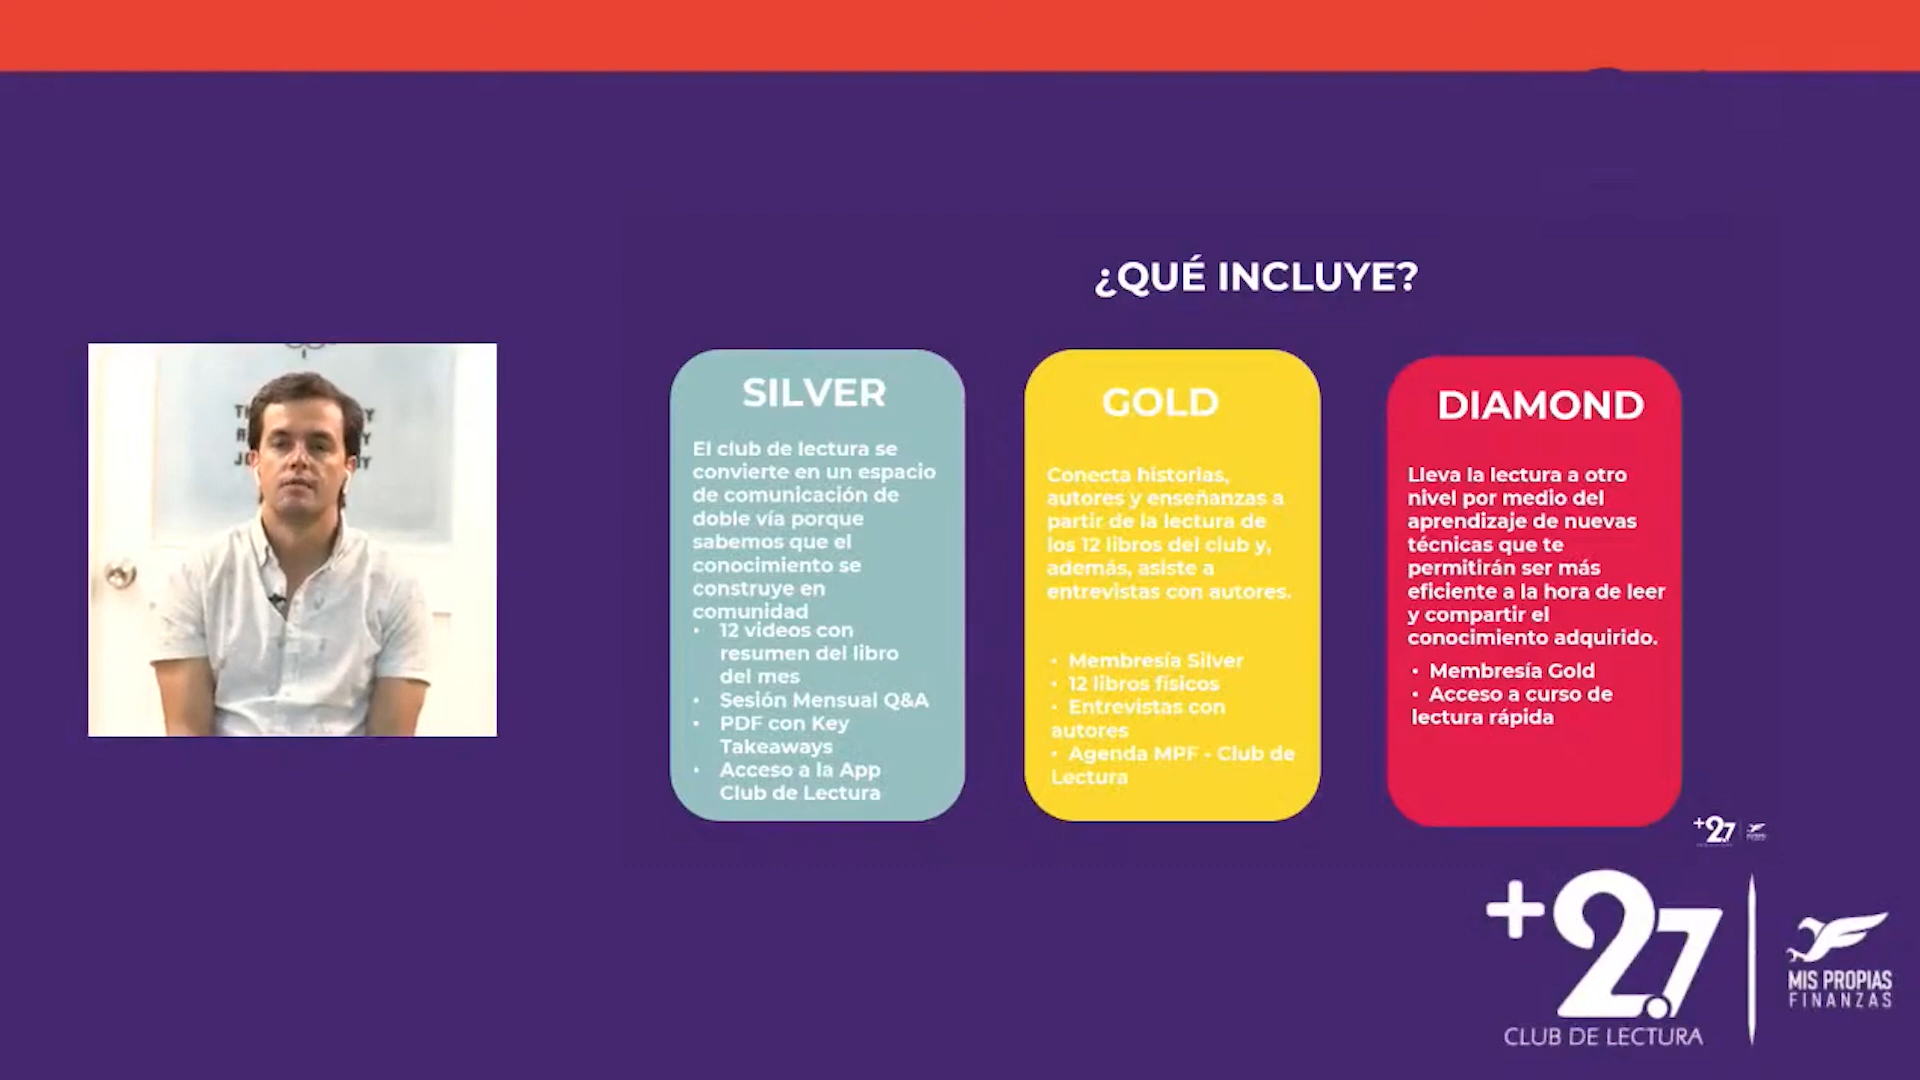 ¿QUÉ INCLUYE?
SILVER
El club de lectura se
convierte en un espacio
de comunicación de
doble vía porque
sabemos que el
conocimiento se
construye en
comunidad
• 12 videos con
resumen del libro
del mes
• Sesión Mensual Q&A
• PDF con Key
Takeaways
• Acceso a la App
Club de Lectura
GOLD
Conecta historias,
autores y enseñanzas a
partir de la lectura de
los 12 libros del club y,
además, asiste a
entrevistas con autores.
• Membresía Silver
• 12 libros físicos
• Entrevistas con
autores
• Agenda MPF - Club de
Lectura
DIAMOND
Lleva la lectura a otro
nivel por medio del
aprendizaje de nuevas
técnicas que te
permitirán ser más
eficiente a la hora de leer
y compartir el
conocimiento adquirido.
• Membresía Gold
• Acceso a curso de
lectura rápida
+2.7
+2.7
CLUB DE LECTURA
MIS PROPIAS
FINANZAS